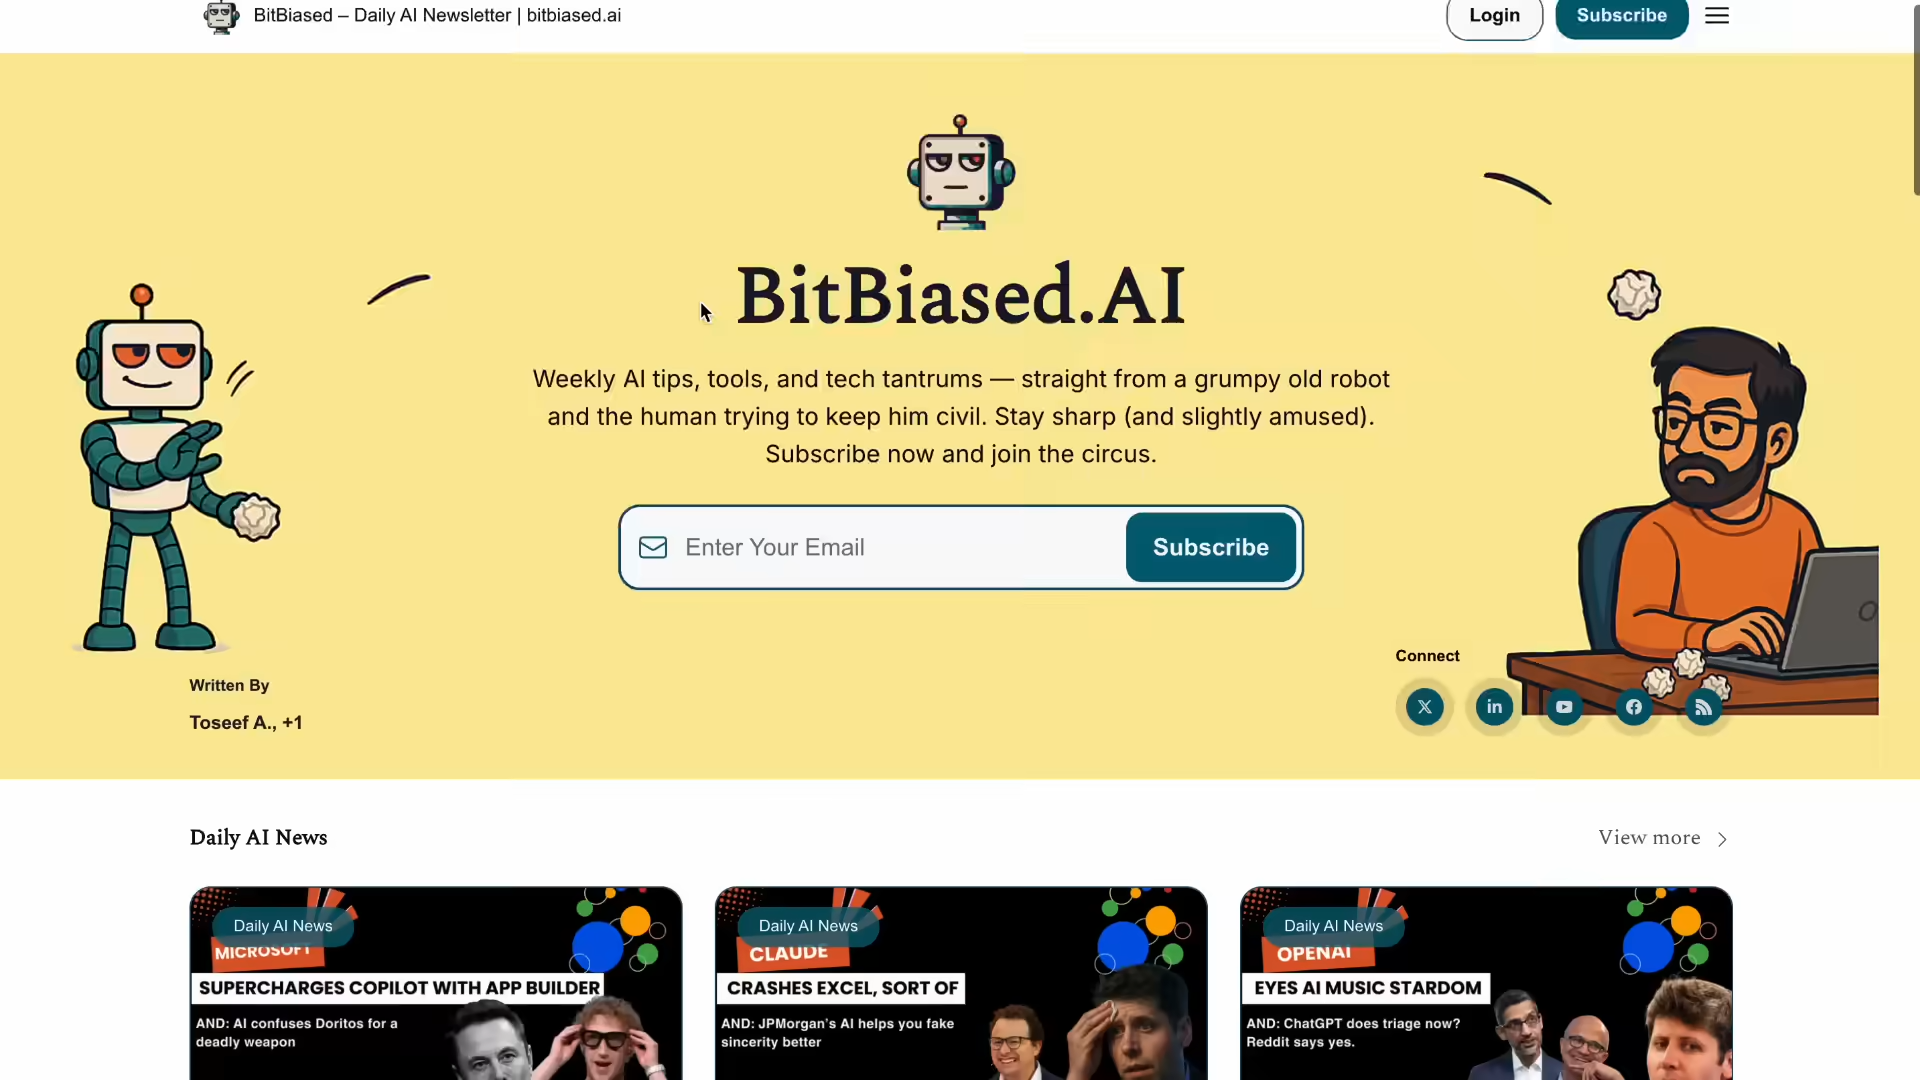 BitBiased – Daily AI Newsletter | bitbiased.ai
Login
Subscribe
BitBiased.AI
Weekly AI tips, tools, and tech tantrums — straight from a grumpy old robot
and the human trying to keep him civil. Stay sharp (and slightly amused).
Subscribe now and join the circus.
Enter Your Email
Subscribe
Connect
Written By
Toseef A., +1
Daily AI News
View more
Daily AI News
MICROSOFT
SUPERCHARGES COPILOT WITH APP BUILDER
AND: AI confuses Doritos for a
deadly weapon
Daily AI News
CLAUDE
CRASHES EXCEL, SORT OF
AND: JPMorgan's AI helps you fake
sincerity better
Daily AI News
OPENAI
EYES AI MUSIC STARDOM
AND: ChatGPT does triage now?
Reddit says yes.